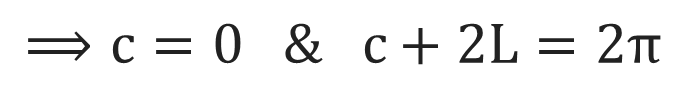 ⟹ c = 0 & c + 2L = 2π